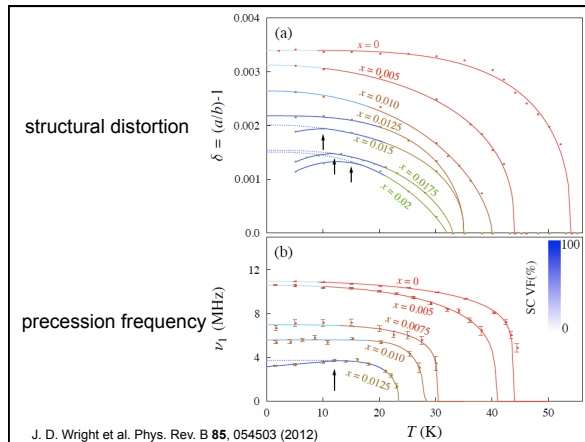 (a)
0.004
0.003
0.002
0.001
0.0
δ = (a/b)-1
structural distortion
x = 0
x = 0.005
x = 0.010
x = 0.0125
x = 0.015
x = 0.0175
x = 0.02
(b)
12
8
4
0
ν₁ (MHz)
precession frequency
x = 0
x = 0.005
x = 0.0075
x = 0.010
x = 0.0125
100
SC VF(%)
0
0 10 20 30 40 50
T (K)
J. D. Wright et al. Phys. Rev. B 85, 054503 (2012)